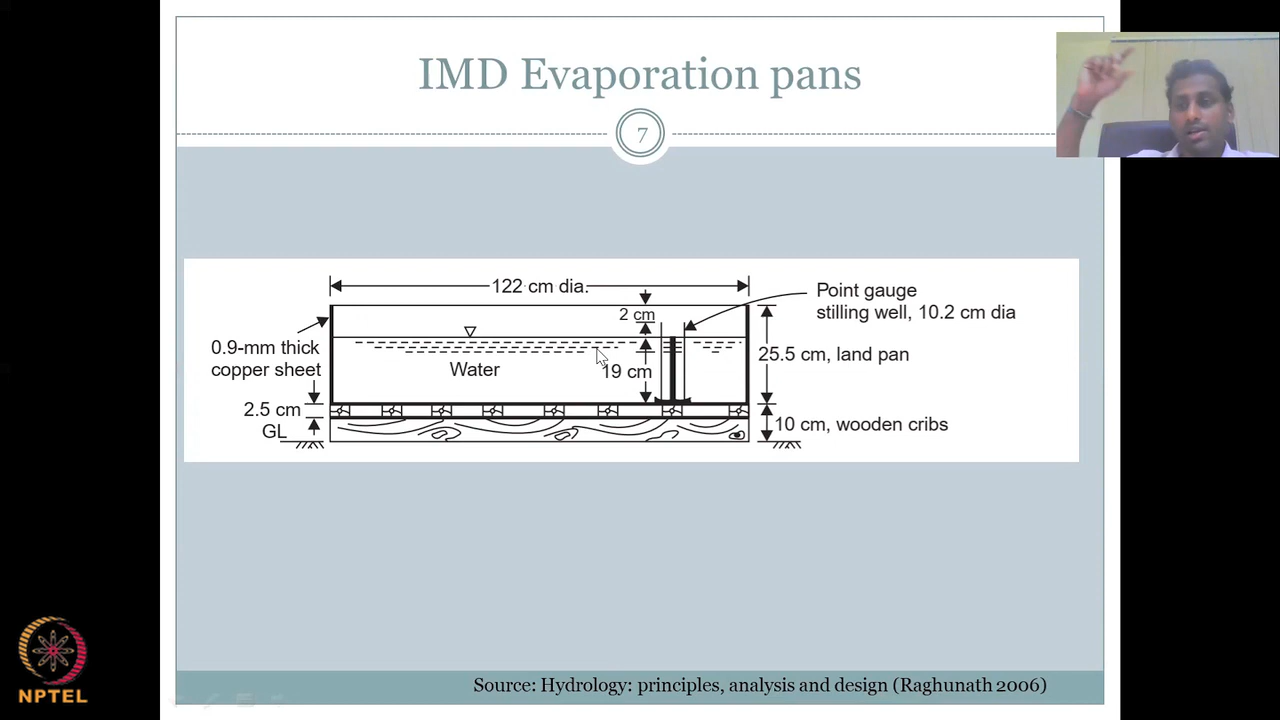 IMD Evaporation pans
7
122 cm dia.
2 cm
Point gauge
stilling well, 10.2 cm dia
0.9-mm thick
copper sheet
Water
19 cm
25.5 cm, land pan
2.5 cm
GL
10 cm, wooden cribs
NPTEL
Source: Hydrology: principles, analysis and design (Raghunath 2006)